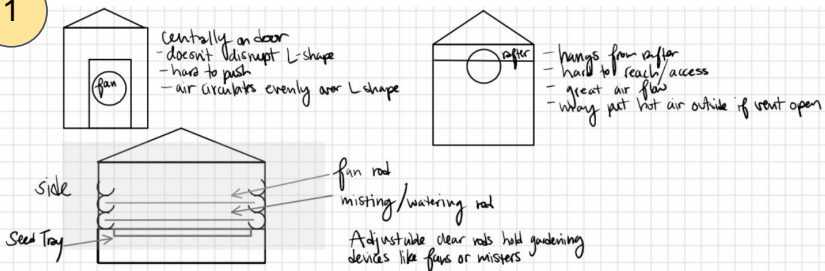 1
centrally on door
- doesn't disrupt L-shape
- hard to push
- air circulates evenly over L shape
fan
rafter
- hangs from rafter
- hard to reach/access
- great air flow
- may put hot air outside if vent open
side
fan rod
misting/watering rod
Seed Tray
Adjustable clear rods hold gardening
devices like fans or misters